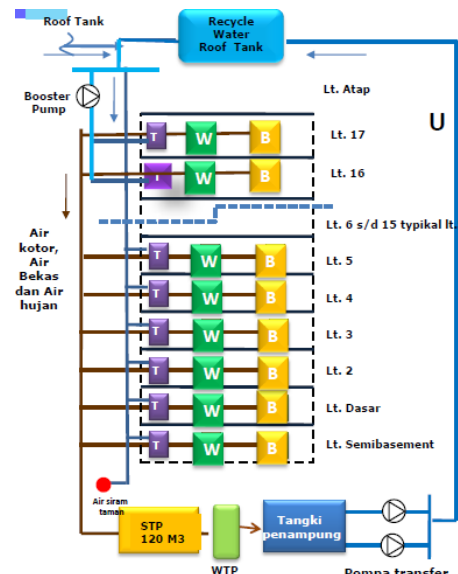 Roof Tank
Recycle
Water
Roof Tank
Booster
Pump
Lt. Atap
U
T
W
B
Lt. 17
T
W
B
Lt. 16
Lt. 6 s/d 15 typikal lt.
Air
kotor,
Air
Bekas
dan Air
hujan
T
W
B
Lt. 5
T
W
B
Lt. 4
T
W
B
Lt. 3
T
W
B
Lt. 2
T
W
B
Lt. Dasar
T
W
B
Lt. Semibasement
Air siram
taman
STP
120 M3
WTP
Tangki
penampung
Pompa transfer